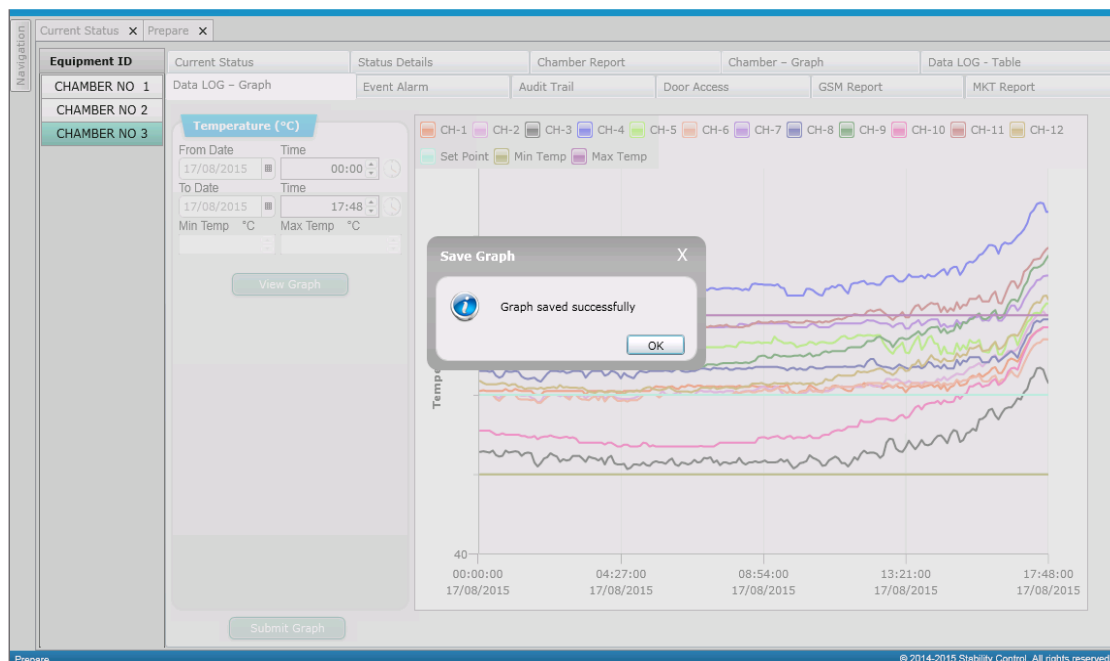 Navigation
Current Status X Prepare X
Equipment ID
CHAMBER NO 1
CHAMBER NO 2
CHAMBER NO 3
Current Status Status Details Chamber Report Chamber – Graph Data LOG - Table
Data LOG – Graph Event Alarm Audit Trail Door Access GSM Report MKT Report
Temperature (°C)
From Date Time
17/08/2015 00:00
To Date Time
17/08/2015 17:48
Min Temp °C Max Temp °C
View Graph
Submit Graph
CH-1 CH-2 CH-3 CH-4 CH-5 CH-6 CH-7 CH-8 CH-9 CH-10 CH-11 CH-12
Set Point Min Temp Max Temp
Save Graph X
Graph saved successfully
OK
40
00:00:00 04:27:00 08:54:00 13:21:00 17:48:00
17/08/2015 17/08/2015 17/08/2015 17/08/2015 17/08/2015
Prepare © 2014-2015 Stability Control. All rights reserved